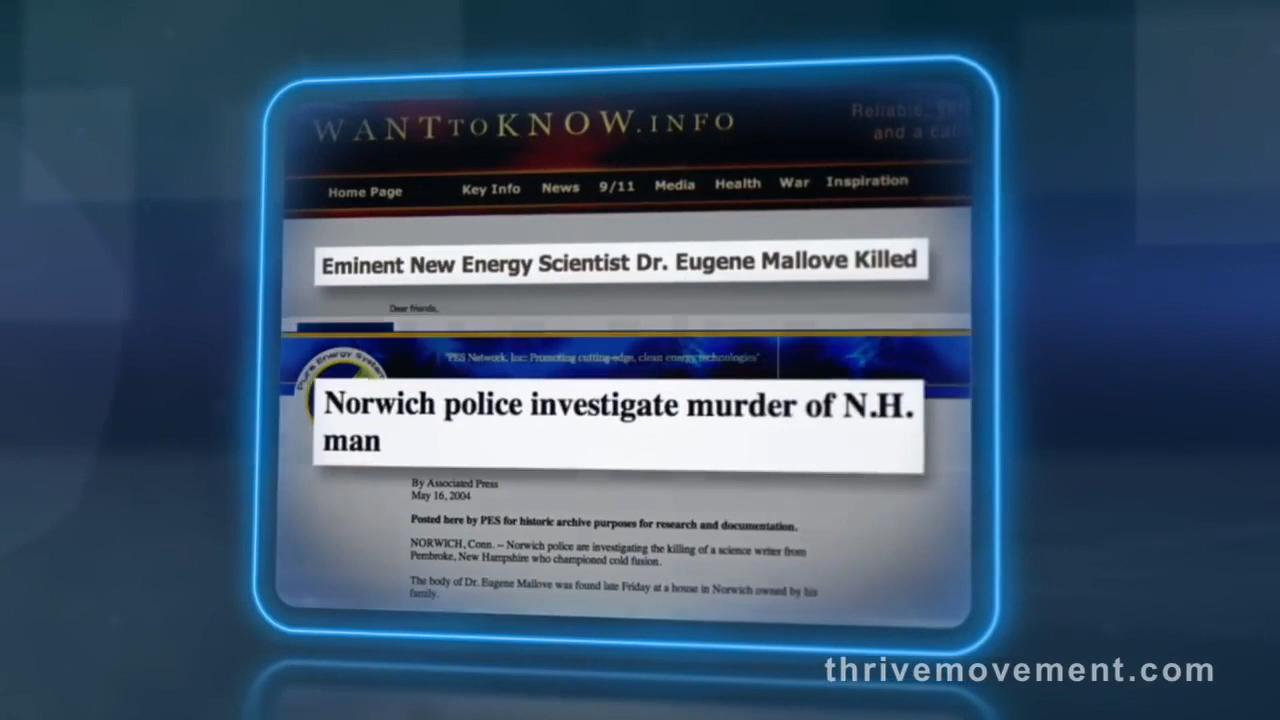 WANTTOKNOW.INFO
Reliable,
and a
Home Page Key Info News 9/11 Media Health War Inspiration
Eminent New Energy Scientist Dr. Eugene Mallove Killed
Dear friends,
Pure Energy System
"PES Network, Inc: Promoting cutting-edge, clean energy technologies"
Norwich police investigate murder of N.H.
man
By Associated Press
May 16, 2004
Posted here by PES for historic archive purposes for research and documentation.
NORWICH, Conn. -- Norwich police are investigating the killing of a science writer from
Pembroke, New Hampshire who championed cold fusion.
The body of Dr. Eugene Mallove was found late Friday at a house in Norwich owned by his
family.
thrivemovement.com